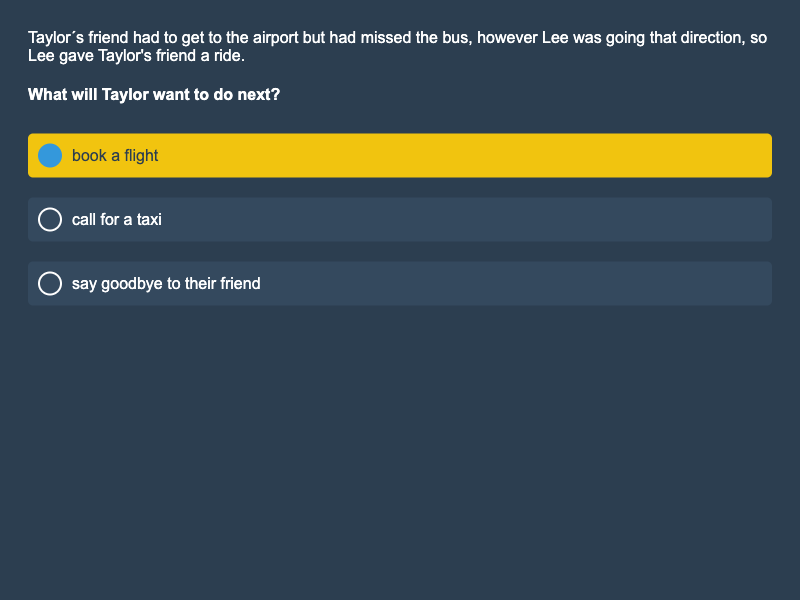 Taylor´s friend had to get to the airport but had missed the bus, however Lee was going that direction, so
Lee gave Taylor's friend a ride.
What will Taylor want to do next?
book a flight
call for a taxi
say goodbye to their friend